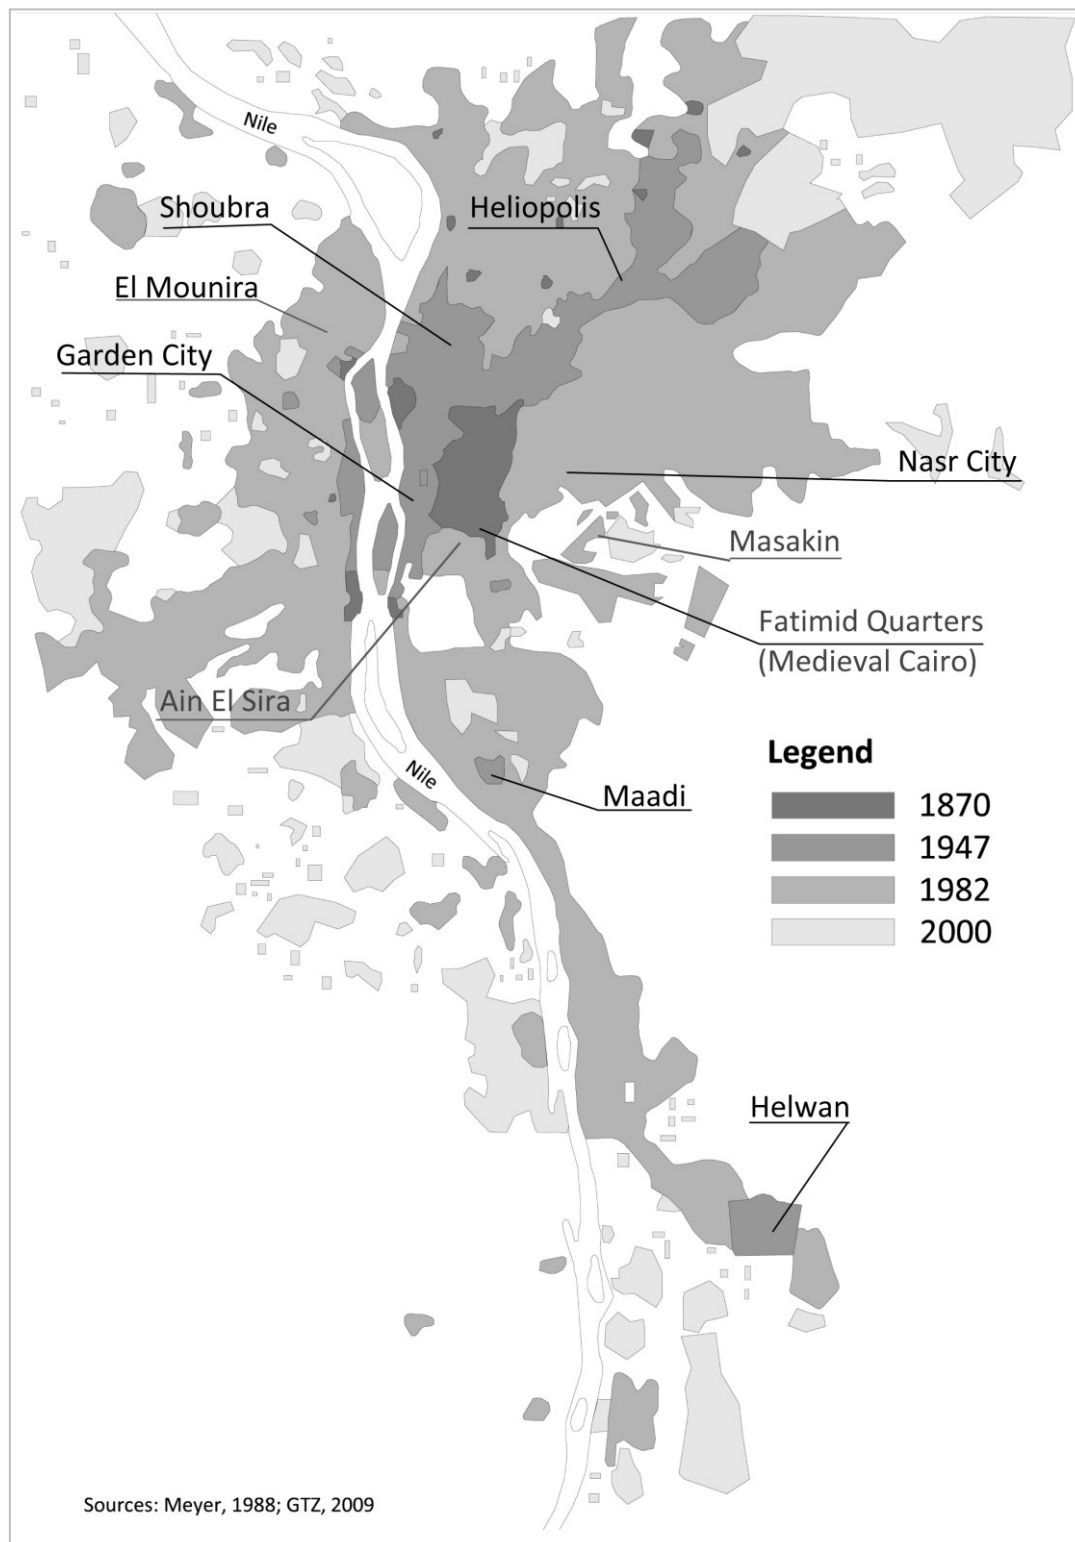 Nile
Shoubra
Heliopolis
El Mounira
Garden City
Nasr City
Masakin
Fatimid Quarters
(Medieval Cairo)
Ain El Sira
Nile
Maadi
Legend
1870
1947
1982
2000
Helwan
Sources: Meyer, 1988; GTZ, 2009